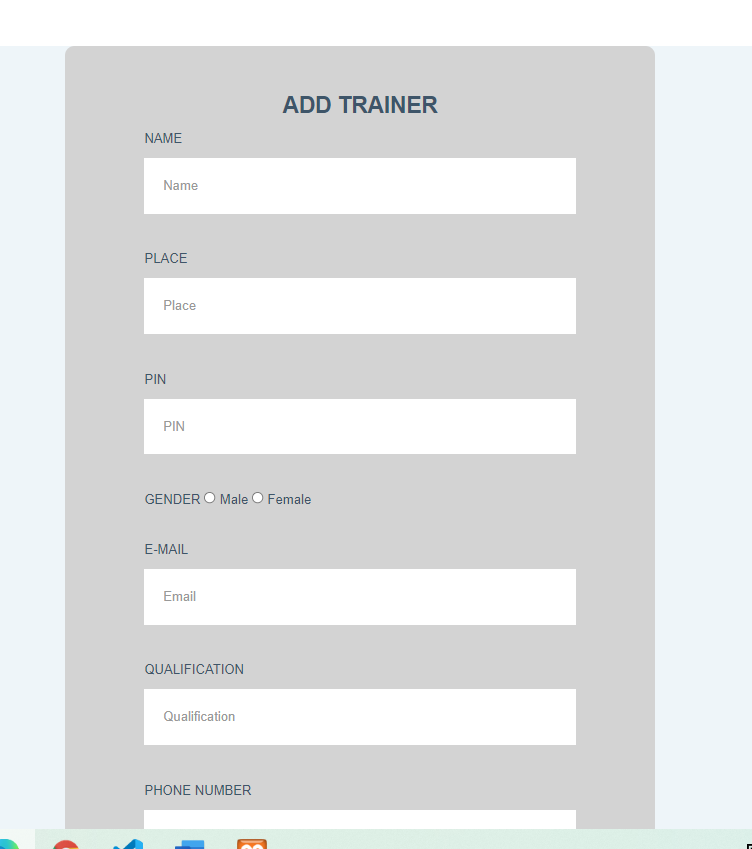 ADD TRAINER
NAME
Name
PLACE
Place
PIN
PIN
GENDER Male Female
E-MAIL
Email
QUALIFICATION
Qualification
PHONE NUMBER